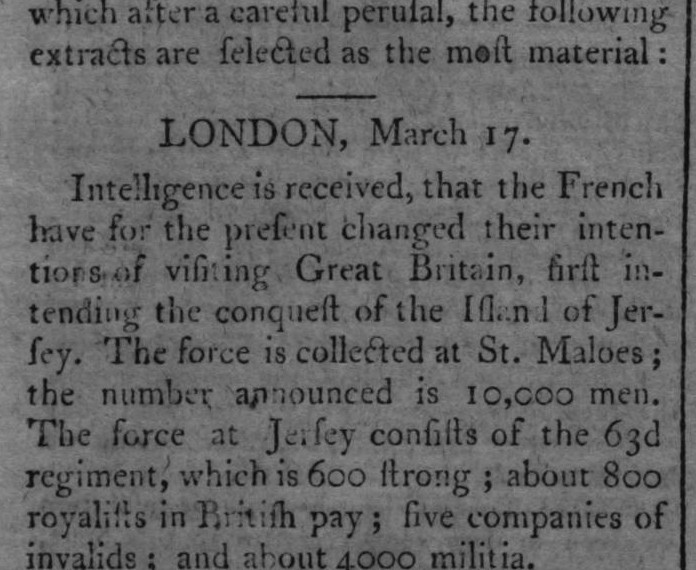 which after a careful peruſal, the following
extracts are ſelected as the moſt material :
LONDON, March 17.
Intelligence is received, that the French
have for the preſent changed their inten-
tions of viſiting Great Britain, firſt in-
tending the conqueſt of the Iſland of Jer-
ſey. The force is collected at St. Maloes ;
the number announced is 10,000 men.
The force at Jerſey conſiſts of the 63d
regiment, which is 600 ſtrong ; about 800
royaliſts in Britiſh pay ; five companies of
invalids ; and about 4000 militia.